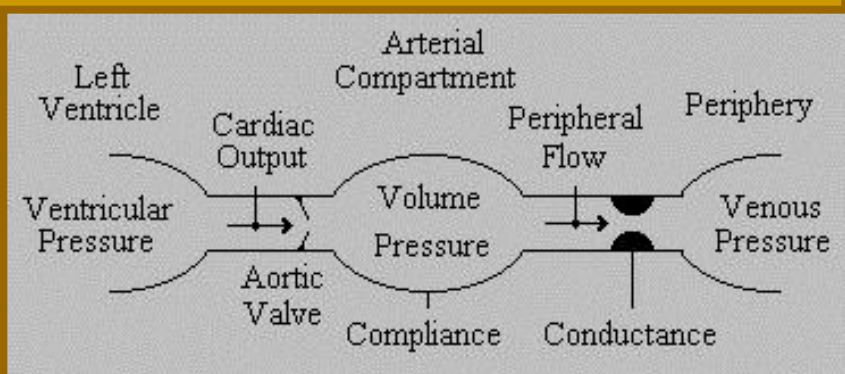 Left
Ventricle
Arterial
Compartment
Periphery
Cardiac
Output
Peripheral
Flow
Ventricular
Pressure
Volume
Pressure
Venous
Pressure
Aortic
Valve
Compliance
Conductance